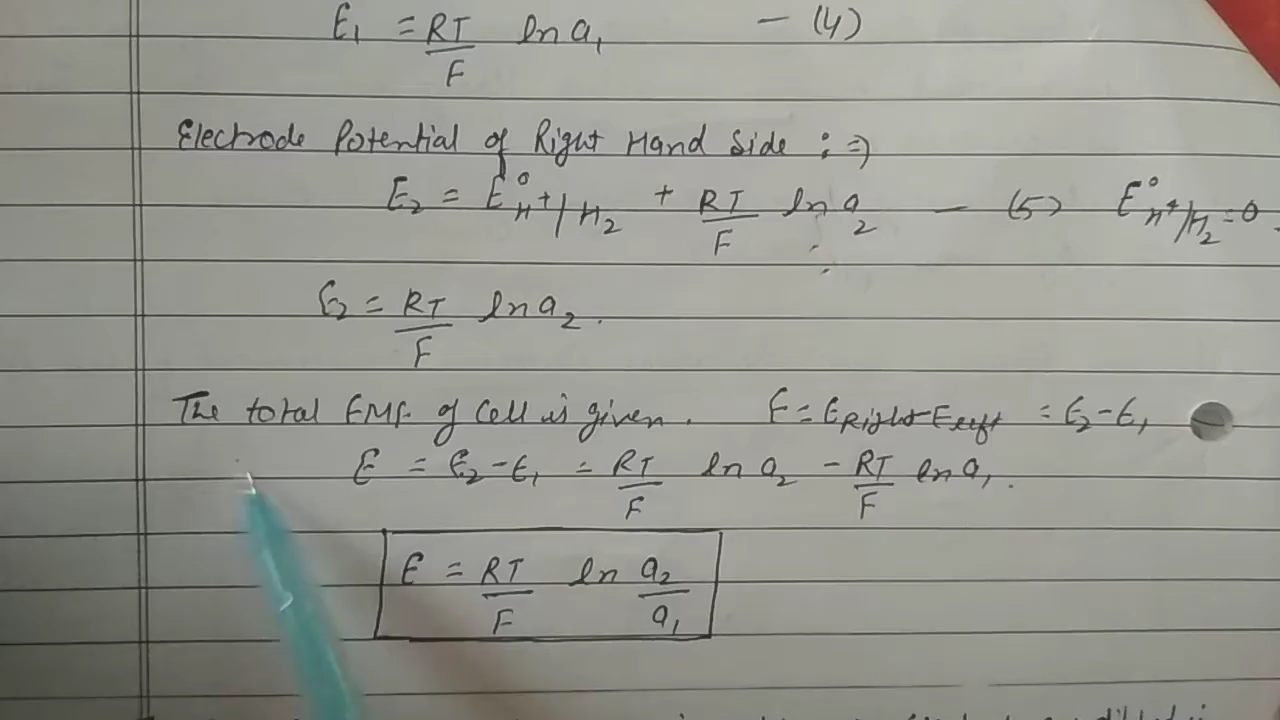 E₁ = RT/F ln a₁ — (4)
Electrode Potential of Right Hand Side : ⇒
E₂ = E°H⁺/H₂ + RT/F ln a₂ — (5) E°H⁺/H₂ = 0
E₂ = RT/F ln a₂.
The total EMF of Cell is given. E = ERight - ELeft = E₂ - E₁
E = E₂ - E₁ = RT/F ln a₂ - RT/F ln a₁.
E = RT/F ln a₂/a₁